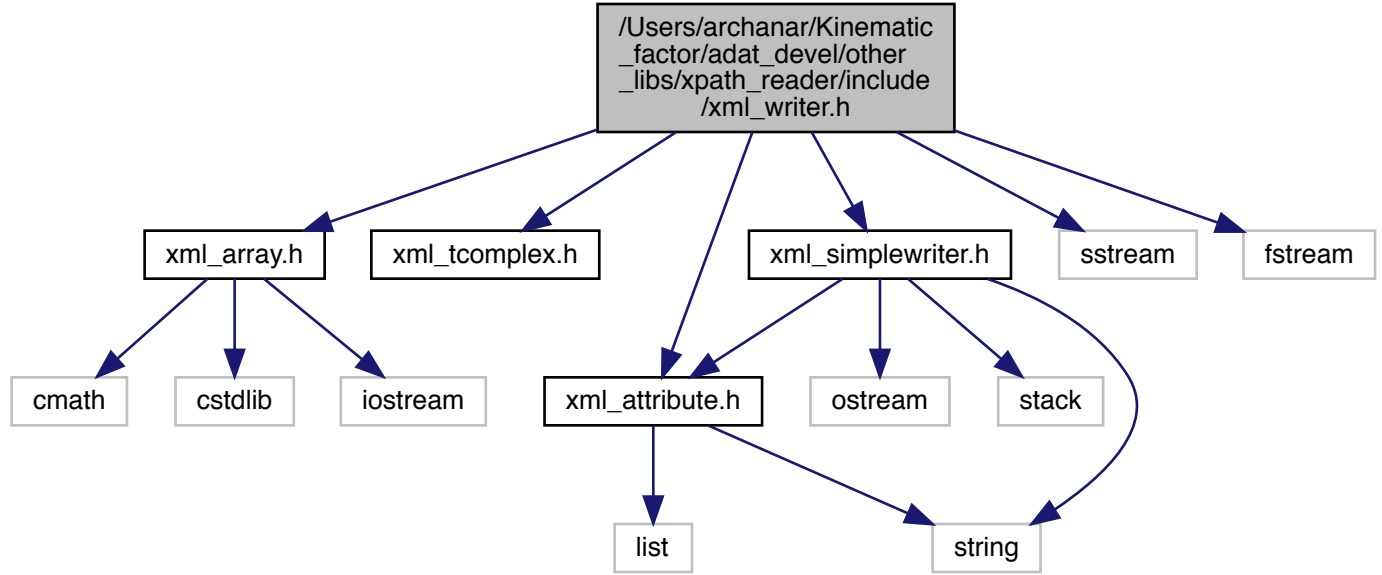 /Users/archanar/Kinematic
_factor/adat_devel/other
_libs/xpath_reader/include
/xml_writer.h
xml_array.h
xml_tcomplex.h
xml_simplewriter.h
sstream
fstream
cmath
cstdlib
iostream
xml_attribute.h
ostream
stack
list
string